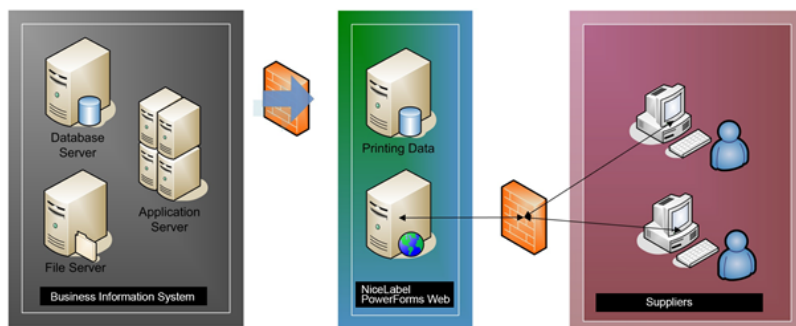 Database
Server
Application
Server
File Server
Business Information System
Printing Data
NiceLabel
PowerForms Web
Suppliers